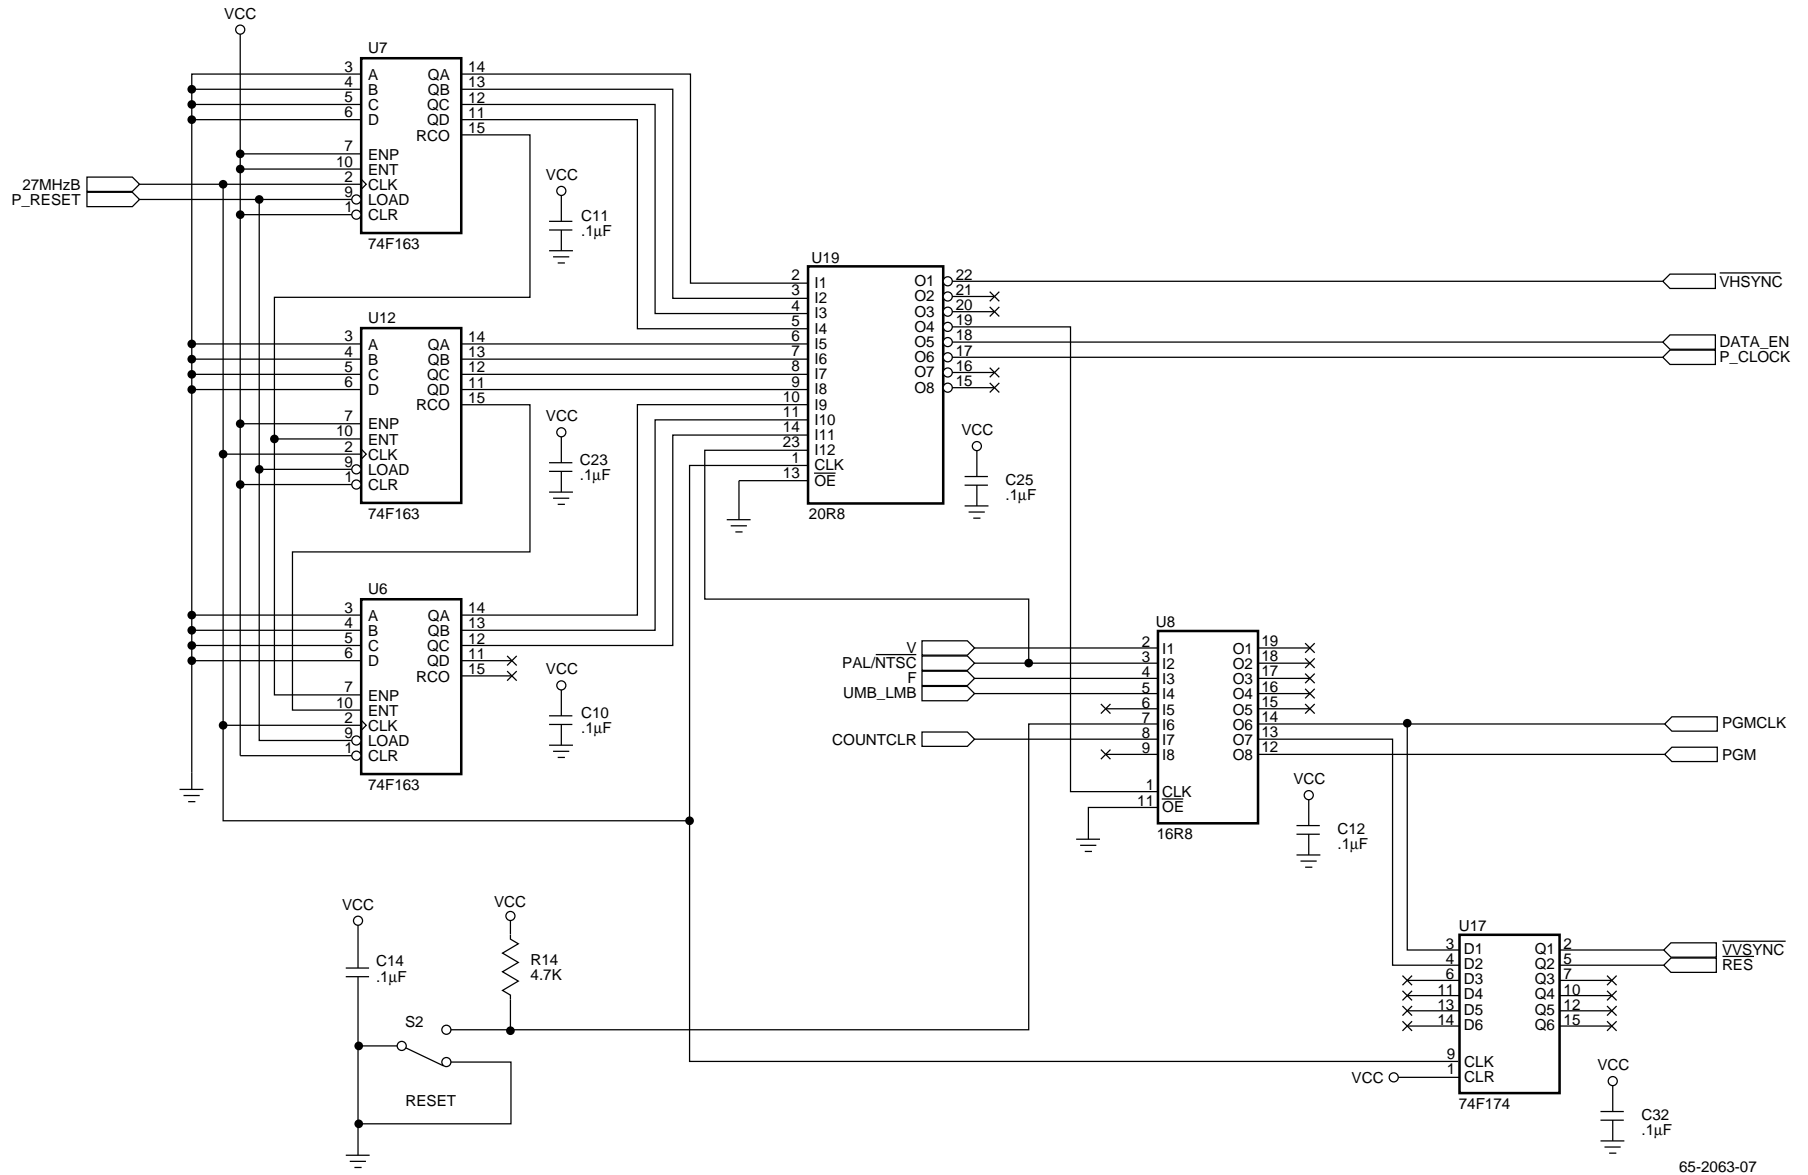 VCC
U7
3 A QA 14
4 B QB 13
5 C QC 12
6 D QD 11
RCO 15
7 ENP
10 ENT
27MHzB 2 CLK
P_RESET 9 LOAD
1 CLR
74F163
VCC
C11
.1µF
U12
3 A QA 14
4 B QB 13
5 C QC 12
6 D QD 11
RCO 15
7 ENP
10 ENT
2 CLK
9 LOAD
1 CLR
74F163
VCC
C23
.1µF
U6
3 A QA 14
4 B QB 13
5 C QC 12
6 D QD 11
RCO 15
7 ENP
10 ENT
2 CLK
9 LOAD
1 CLR
74F163
VCC
C10
.1µF
U19
2 I1 O1 22 VHSYNC
3 I2 O2 21
4 I3 O3 20
5 I4 O4 19
6 I5 O5 18 DATA_EN
7 I6 O6 17 P_CLOCK
8 I7 O7 16
9 I8 O8 15
10 I9
11 I10
14 I11
23 I12
1 CLK
13 OE
20R8
VCC
C25
.1µF
U8
V 2 I1 O1 19
PAL/NTSC 3 I2 O2 18
F 4 I3 O3 17
UMB_LMB 5 I4 O4 16
6 I5 O5 15
7 I6 O6 14 PGMCLK
COUNTCLR 8 I7 O7 13
9 I8 O8 12 PGM
1 CLK
11 OE
16R8
VCC
C12
.1µF
VCC
C14
.1µF
VCC
R14
4.7K
S2
RESET
U17
3 D1 Q1 2 VVSYNC
4 D2 Q2 5 RES
6 D3 Q3 7
11 D4 Q4 10
13 D5 Q5 12
14 D6 Q6 15
9 CLK
VCC 1 CLR
74F174
VCC
C32
.1µF
65-2063-07